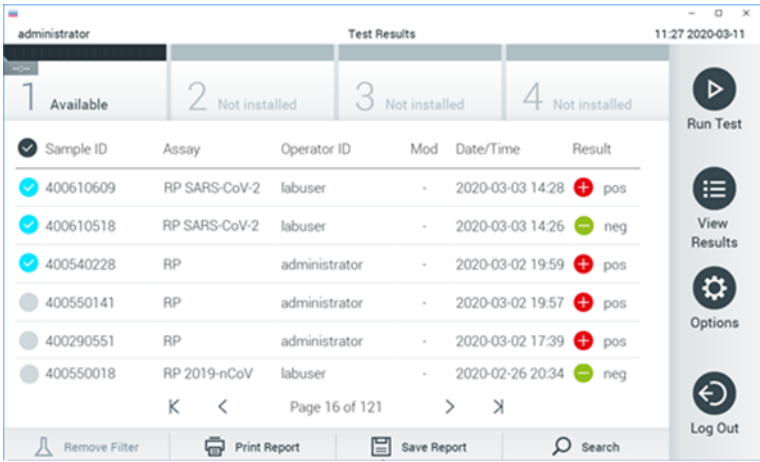 administrator Test Results 11:27 2020-03-11
--:--
1 Available 2 Not installed 3 Not installed 4 Not installed
Run Test
Sample ID Assay Operator ID Mod Date/Time Result
400610609 RP SARS-CoV-2 labuser - 2020-03-03 14:28 pos
400610518 RP SARS-CoV-2 labuser - 2020-03-03 14:26 neg
View
Results
400540228 RP administrator - 2020-03-02 19:59 pos
400550141 RP administrator - 2020-03-02 19:57 pos
Options
400290551 RP administrator - 2020-03-02 17:39 pos
400550018 RP 2019-nCoV labuser - 2020-02-26 20:34 neg
Page 16 of 121
Log Out
Remove Filter Print Report Save Report Search